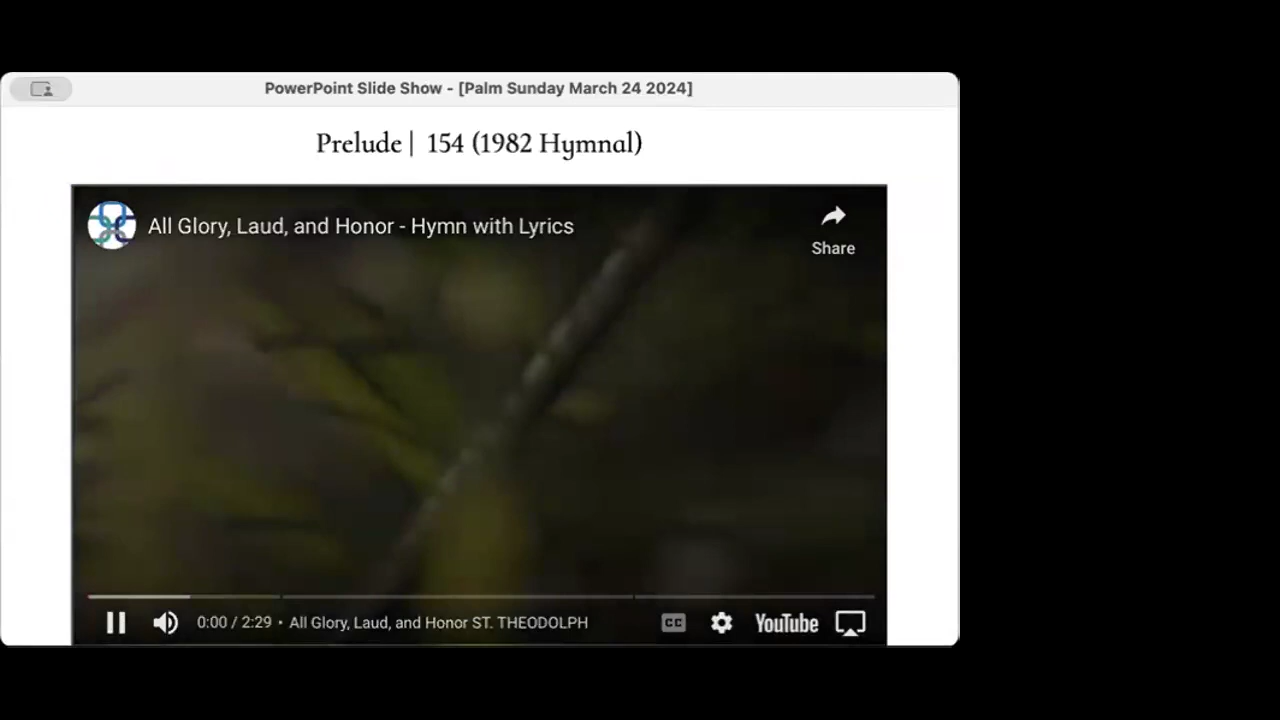 PowerPoint Slide Show - [Palm Sunday March 24 2024]
Prelude | 154 (1982 Hymnal)
All Glory, Laud, and Honor - Hymn with Lyrics
Share
0:00 / 2:29 • All Glory, Laud, and Honor ST. THEODOLPH
CC
YouTube